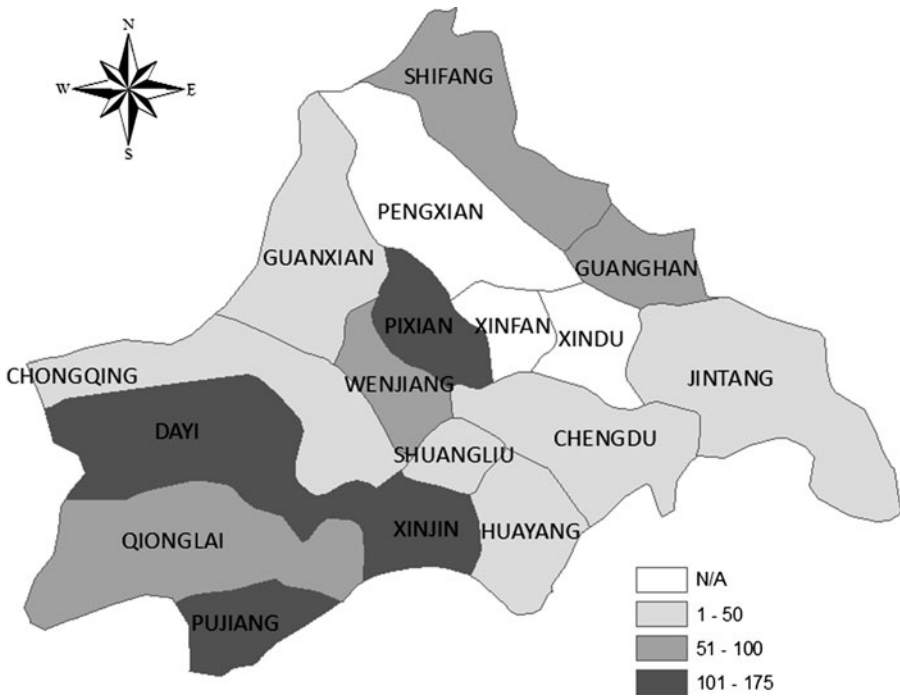 N
W E
S
SHIFANG
PENGXIAN
GUANXIAN
GUANGHAN
PIXIAN
XINFAN
XINDU
CHONGQING
WENJIANG
JINTANG
DAYI
SHUANGLIU
CHENGDU
QIONGLAI
XINJIN
HUAYANG
PUJIANG
N/A
1 - 50
51 - 100
101 - 175